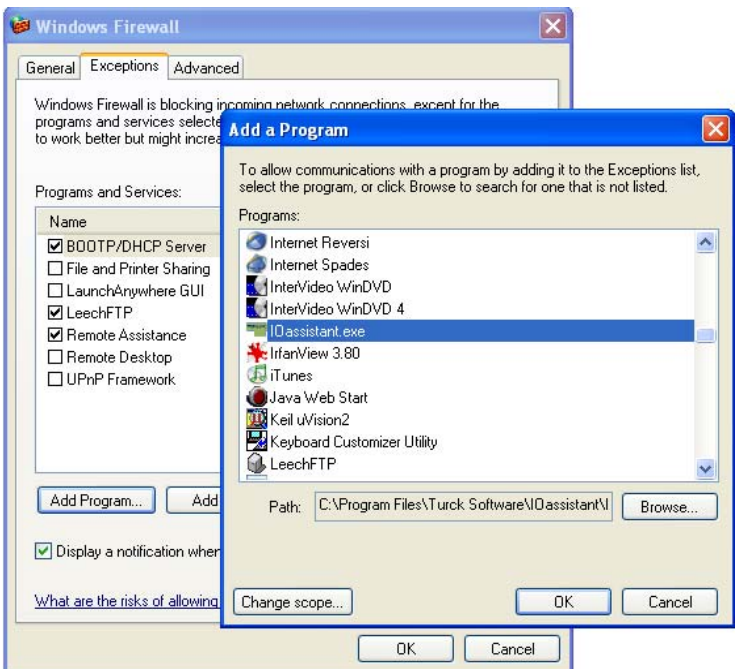 Windows Firewall
General
Exceptions
Advanced
Windows Firewall is blocking incoming network connections, except for the
programs and services selecte
to work better but might increa
Programs and Services:
Name
BOOTP/DHCP Server
File and Printer Sharing
LaunchAnywhere GUI
LeechFTP
Remote Assistance
Remote Desktop
UPnP Framework
Add Program...
Add
Display a notification when
What are the risks of allowing
OK
Cancel
Add a Program
To allow communications with a program by adding it to the Exceptions list,
select the program, or click Browse to search for one that is not listed.
Programs:
Internet Reversi
Internet Spades
InterVideo WinDVD
InterVideo WinDVD 4
IOassistant.exe
IrfanView 3.80
iTunes
Java Web Start
Keil uVision2
Keyboard Customizer Utility
LeechFTP
Path:
C:\Program Files\Turck Software\IOassistant\I
Browse...
Change scope...
OK
Cancel